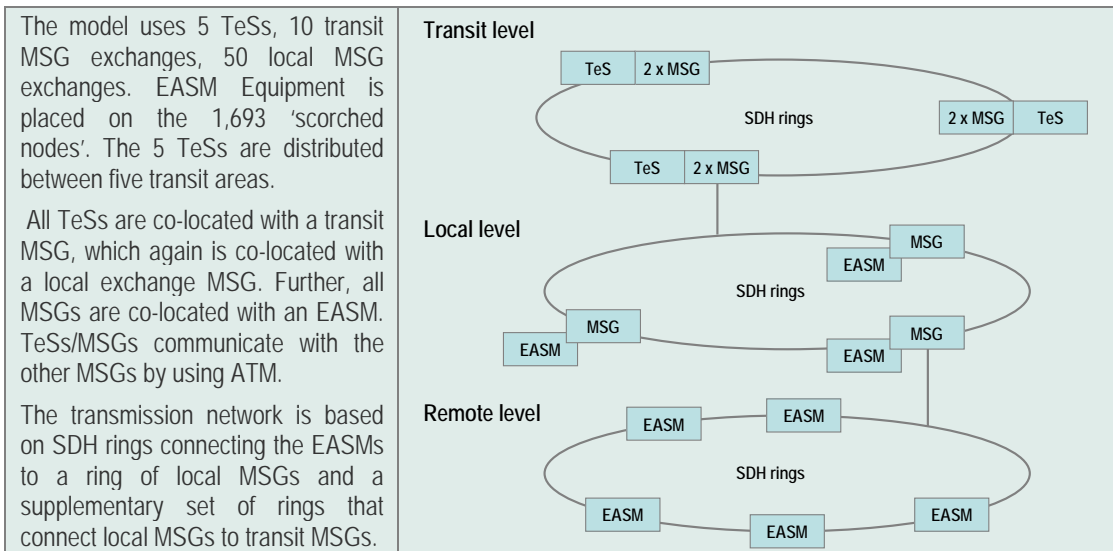 The model uses 5 TeSs, 10 transit
MSG exchanges, 50 local MSG
exchanges. EASM Equipment is
placed on the 1,693 ‘scorched
nodes’. The 5 TeSs are distributed
between five transit areas.
All TeSs are co-located with a transit
MSG, which again is co-located with
a local exchange MSG. Further, all
MSGs are co-located with an EASM.
TeSs/MSGs communicate with the
other MSGs by using ATM.
The transmission network is based
on SDH rings connecting the EASMs
to a ring of local MSGs and a
supplementary set of rings that
connect local MSGs to transit MSGs.
Transit level
TeS 2 x MSG
SDH rings
2 x MSG TeS
TeS 2 x MSG
Local level
MSG
EASM
SDH rings
MSG
EASM
MSG
EASM
Remote level
EASM
EASM
SDH rings
EASM
EASM
EASM